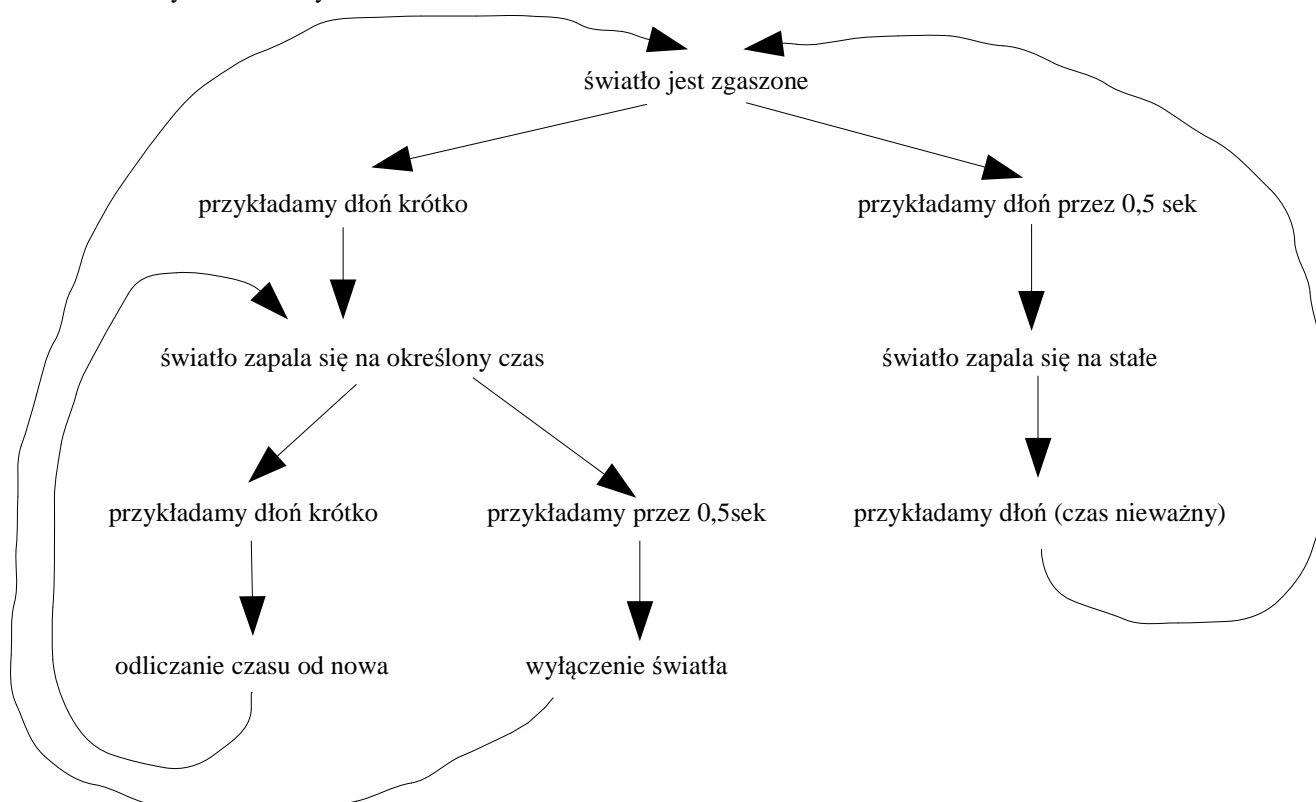 światło jest zgaszone
przykładamy dłoń krótko
przykładamy dłoń przez 0,5 sek
światło zapala się na określony czas
światło zapala się na stałe
przykładamy dłoń krótko
przykładamy przez 0,5sek
przykładamy dłoń (czas nieważny)
odliczanie czasu od nowa
wyłączenie światła